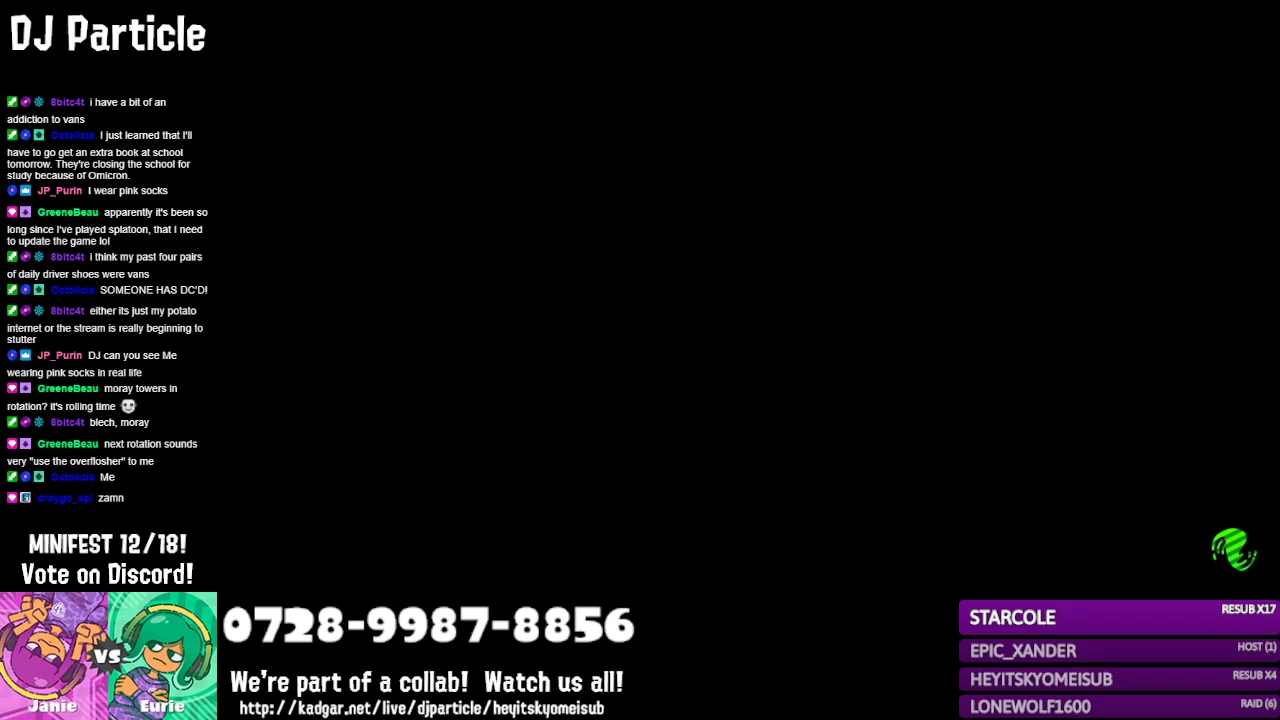 DJ Particle
8bitc4t i have a bit of an
addiction to vans
Octolicia I just learned that I'll
have to go get an extra book at school
tomorrow. They're closing the school for
study because of Omicron.
JP_Purin I wear pink socks
GreeneBeau apparently it's been so
long since I've played splatoon, that I need
to update the game lol
8bitc4t i think my past four pairs
of daily driver shoes were vans
Octolicia SOMEONE HAS DC'D!
8bitc4t either its just my potato
internet or the stream is really beginning to
stutter
JP_Purin DJ can you see Me
wearing pink socks in real life
GreeneBeau moray towers in
rotation? it's rolling time
8bitc4t blech, moray
GreeneBeau next rotation sounds
very "use the overflosher" to me
Octolicia Me
draygo_spl zamn
MINIFEST 12/18!
Vote on Discord!
VS
Janie
Eurie
0728-9987-8856
We're part of a collab! Watch us all!
http://kadgar.net/live/djparticle/heyitskyomeisub
STARCOLE RESUB X17
EPIC_XANDER HOST (1)
HEYITSKYOMEISUB RESUB X4
LONEWOLF1600 RAID (6)